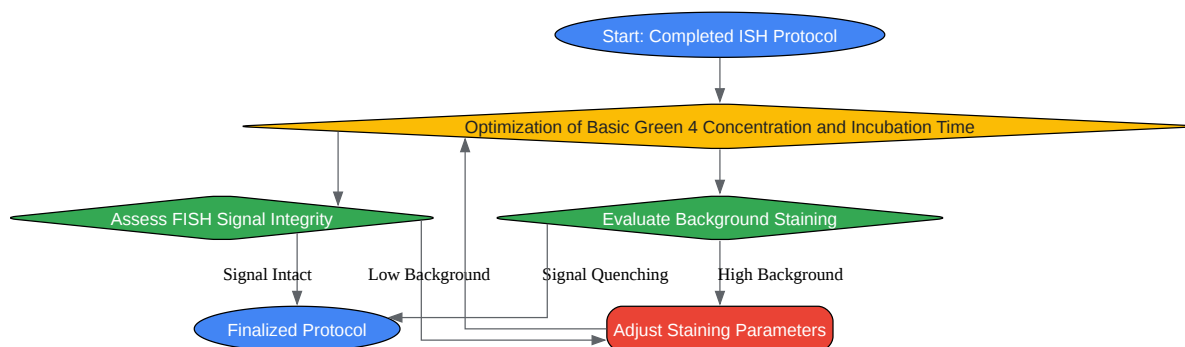 Start: Completed ISH Protocol
Optimization of Basic Green 4 Concentration and Incubation Time
Assess FISH Signal Integrity
Evaluate Background Staining
Signal Intact
Low Background
Signal Quenching
High Background
Finalized Protocol
Adjust Staining Parameters